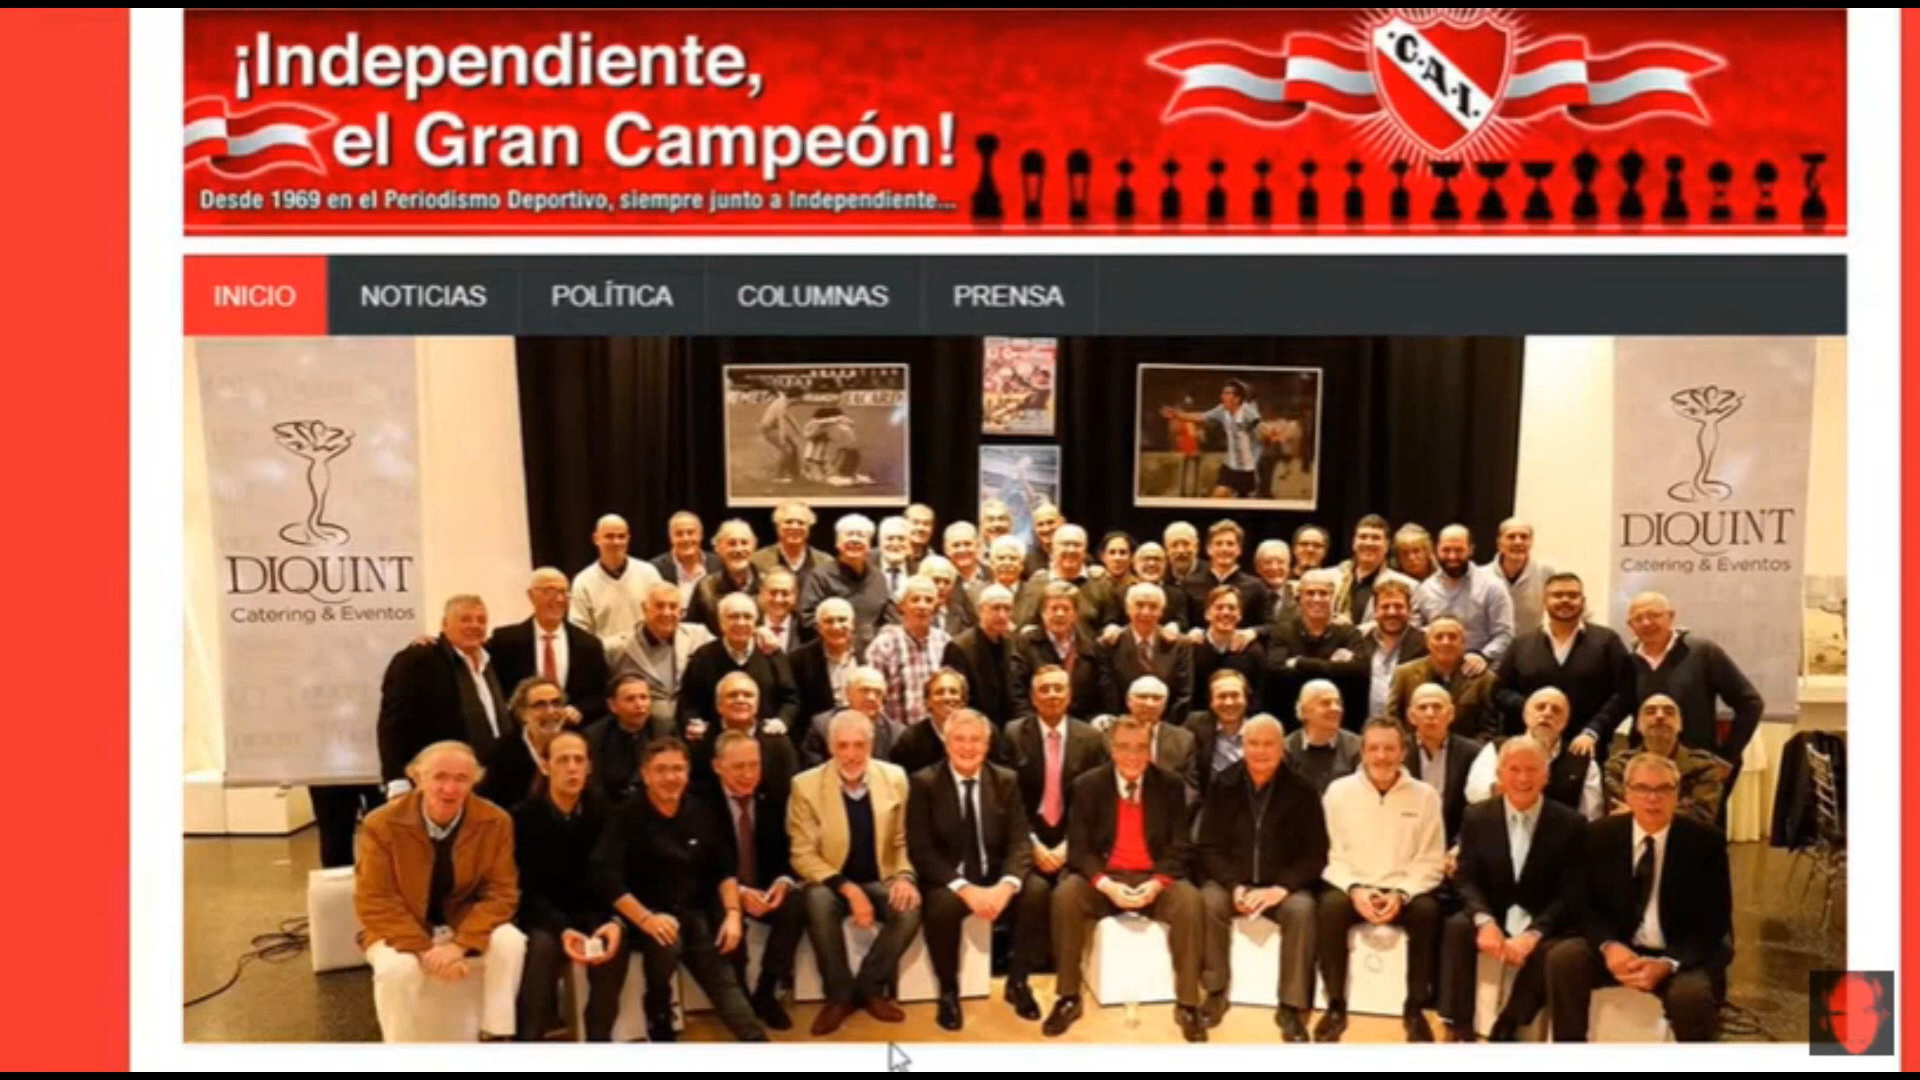 ¡Independiente,
el Gran Campeón!
Desde 1969 en el Periodismo Deportivo, siempre junto a Independiente...
C.A.I.
INICIO
NOTICIAS
POLÍTICA
COLUMNAS
PRENSA
DIQUINT
Catering & Eventos
DIQUINT
Catering & Eventos